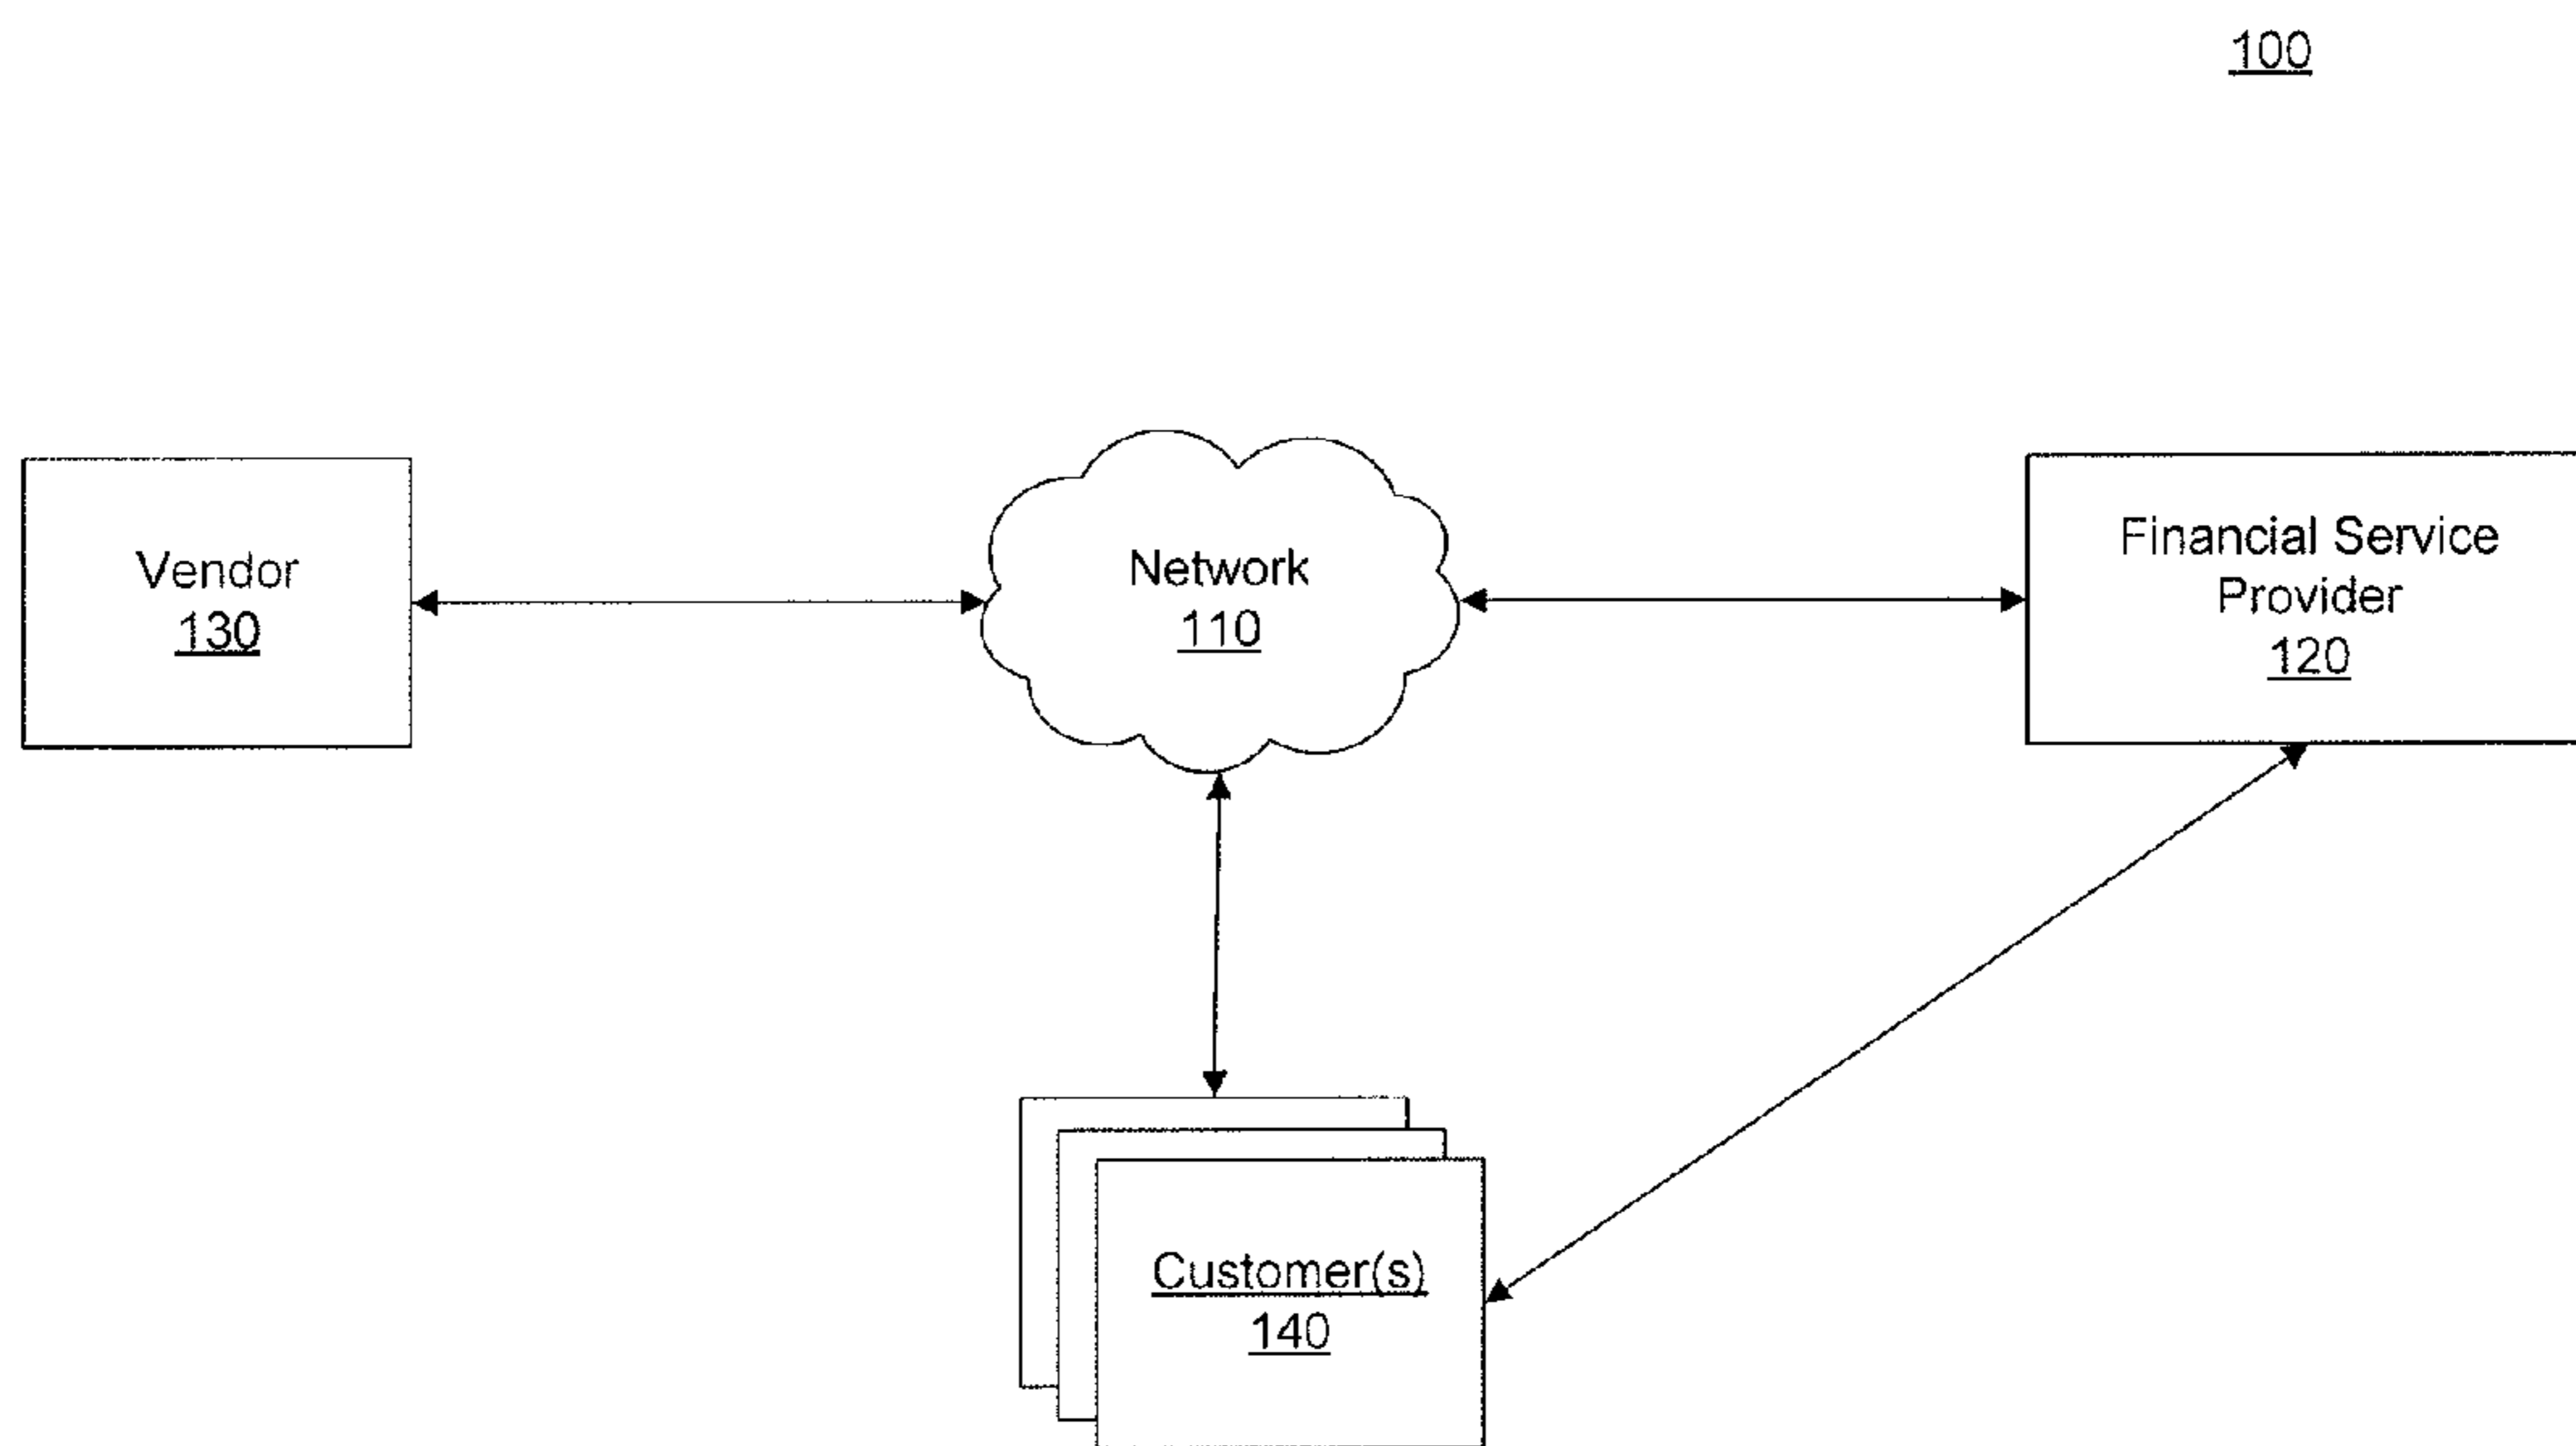 100
Vendor
130
Network
110
Financial Service
Provider
120
Customer(s)
140